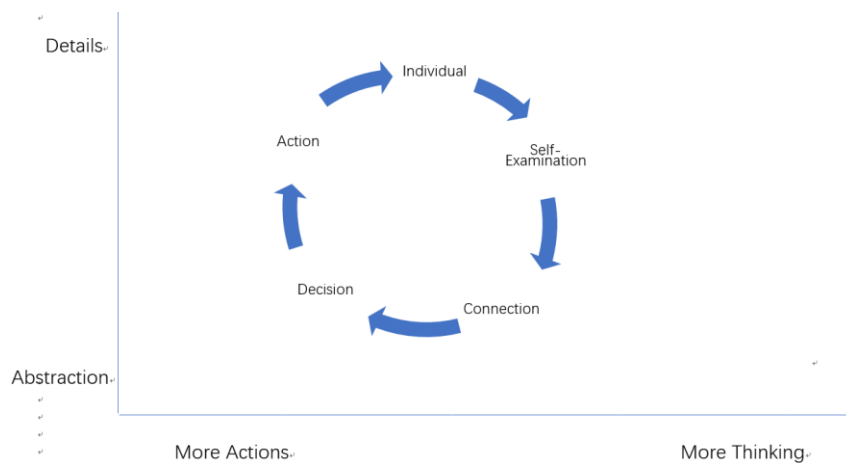 Details
Individual
Action
Self-
Examination
Decision
Connection
Abstraction
More Actions
More Thinking